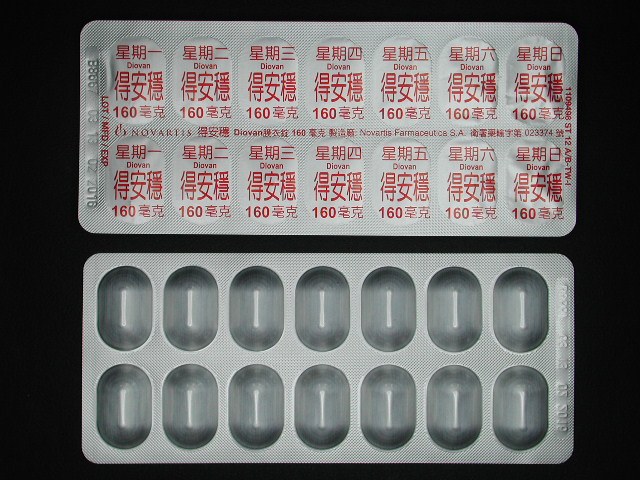 星期一 星期二 星期三 星期四 星期五 星期六 星期日
Diovan Diovan Diovan Diovan Diovan Diovan Diovan
得安穩 得安穩 得安穩 得安穩 得安穩 得安穩 得安穩
160毫克 160毫克 160毫克 160毫克 160毫克 160毫克 160毫克
NOVARTIS 得安穩 Diovan膜衣錠 160 毫克 製造廠: Novartis Farmaceutica S.A. 衛署藥輸字第 023374 號
星期一 星期二 星期三 星期四 星期五 星期六 星期日
Diovan Diovan Diovan Diovan Diovan Diovan Diovan
得安穩 得安穩 得安穩 得安穩 得安穩 得安穩 得安穩
160毫克 160毫克 160毫克 160毫克 160毫克 160毫克 160毫克
LOT / MFD / EXP
03 13 02 2016
ST 12 A/B-TW-I